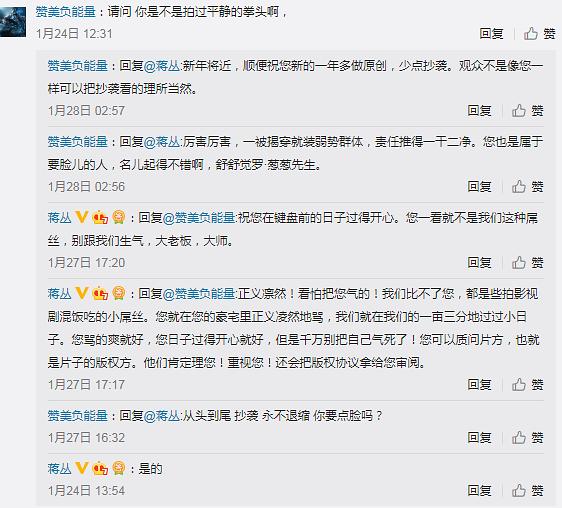 赞美负能量：请问 你是不是拍过平静的拳头啊，
1月24日 12:31 回复 赞
赞美负能量：回复@蒋丛:新年将近，顺便祝您新的一年多做原创，少点抄袭。观众不是像您一
样可以把抄袭看的理所当然。
1月28日 02:57 回复 赞
赞美负能量：回复@蒋丛:厉害厉害，一被揭穿就装弱势群体，责任推得一干二净。您也是属于
要脸儿的人，名儿起得不错啊，舒舒觉罗·葱葱先生。
1月28日 02:56 回复 赞
蒋丛：回复@赞美负能量:祝您在键盘前的日子过得开心。您一看就不是我们这种屌
丝，别跟我们生气，大老板，大师。
1月27日 17:20 回复 赞
蒋丛：回复@赞美负能量:正义凛然！看怕把您气的！我们比不了您，都是些拍影视
剧混饭吃的小屌丝。您就在您的豪宅里正义凌然地骂，我们就在我们的一亩三分地过过小日
子。您骂的爽就好，您日子过得开心就好，但是千万别把自己气死了！您可以质问片方，也就
是片子的版权方。他们肯定理您！重视您！还会把版权协议拿给您审阅。
1月27日 17:17 回复 赞
赞美负能量：回复@蒋丛:从头到尾 抄袭 永不退缩 你要点脸吗？
1月27日 16:32 回复 赞
蒋丛：是的
1月24日 13:54 回复 赞